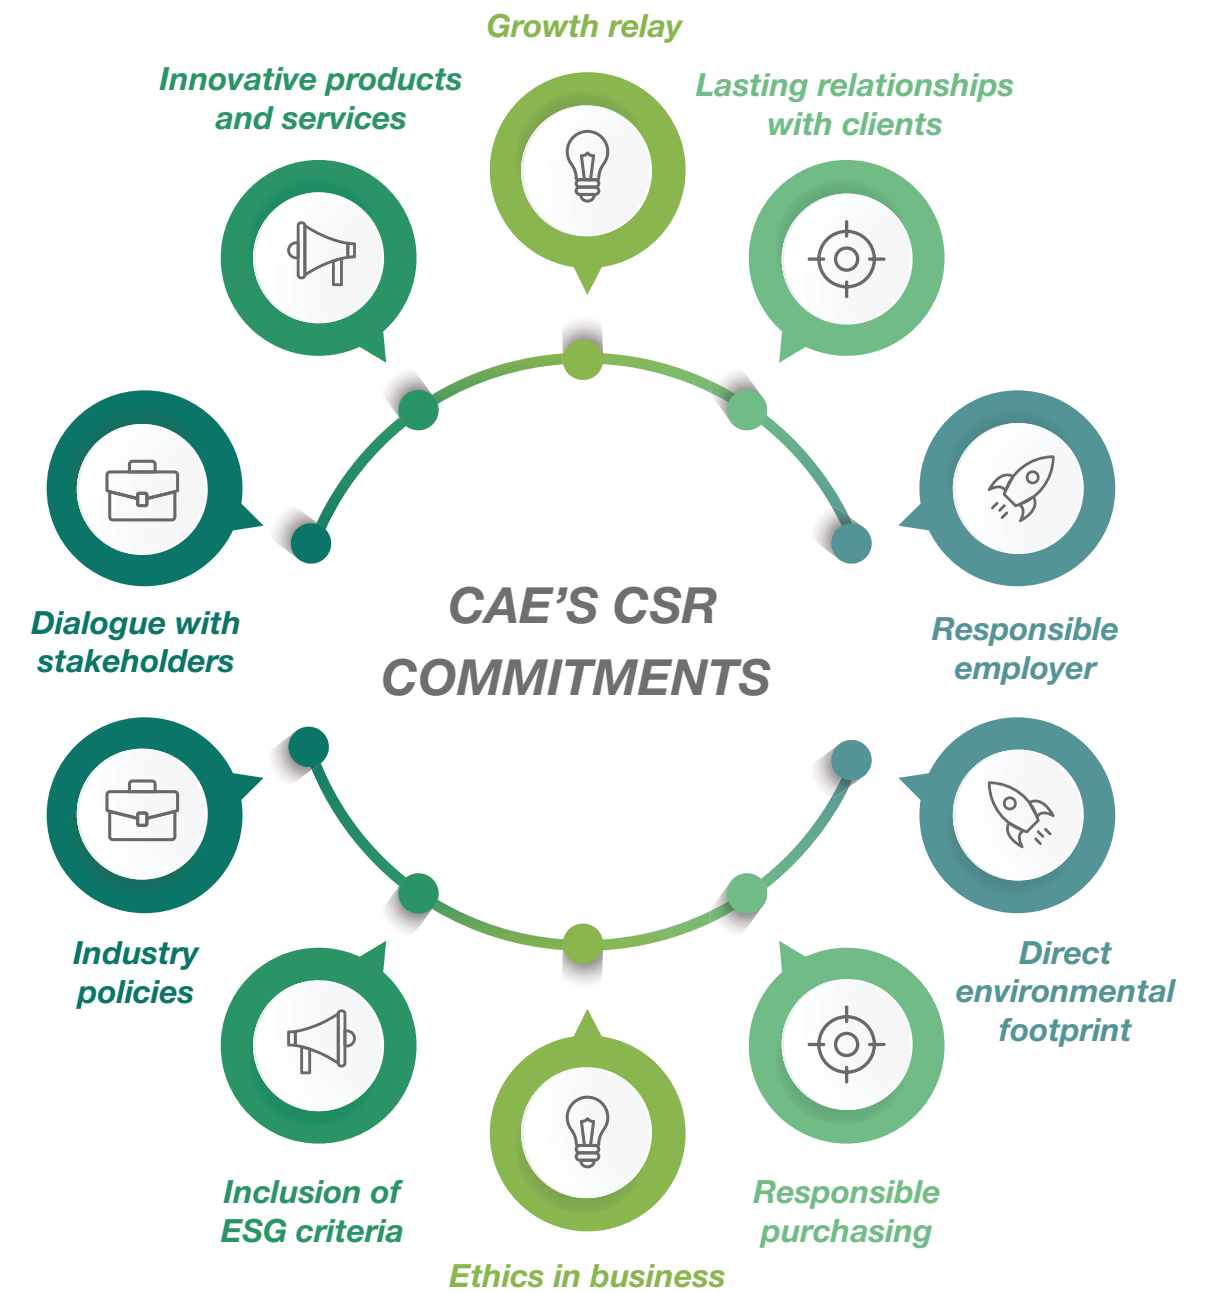 Growth relay
Innovative products
and services
Lasting relationships
with clients
Dialogue with
stakeholders
CAE’S CSR
COMMITMENTS
Responsible
employer
Industry
policies
Direct
environmental
footprint
Inclusion of
ESG criteria
Responsible
purchasing
Ethics in business